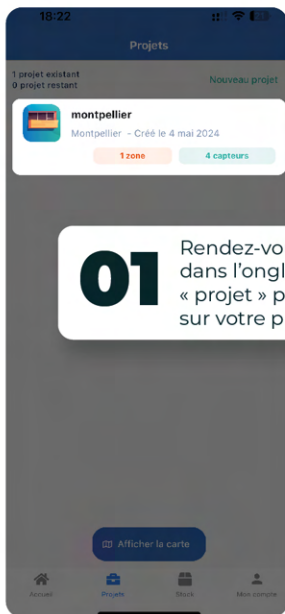 18:22
Projets
1 projet existant
0 projet restant
Nouveau projet
montpellier
Montpellier - Créé le 4 mai 2024
1 zone
4 capteurs
01
Rendez-vo
dans l'ongl
« projet » p
sur votre p
Afficher la carte
Accueil
Projets
Stock
Mon compte